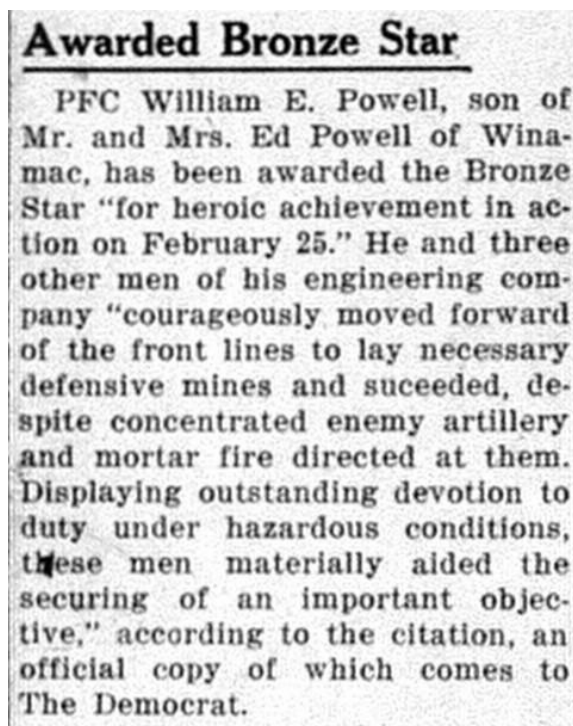 Awarded Bronze Star
PFC William E. Powell, son of
Mr. and Mrs. Ed Powell of Wina-
mac, has been awarded the Bronze
Star “for heroic achievement in ac-
tion on February 25.” He and three
other men of his engineering com-
pany “courageously moved forward
of the front lines to lay necessary
defensive mines and suceeded, de-
spite concentrated enemy artillery
and mortar fire directed at them.
Displaying outstanding devotion to
duty under hazardous conditions,
these men materially aided the
securing of an important objec-
tive,” according to the citation, an
official copy of which comes to
The Democrat.